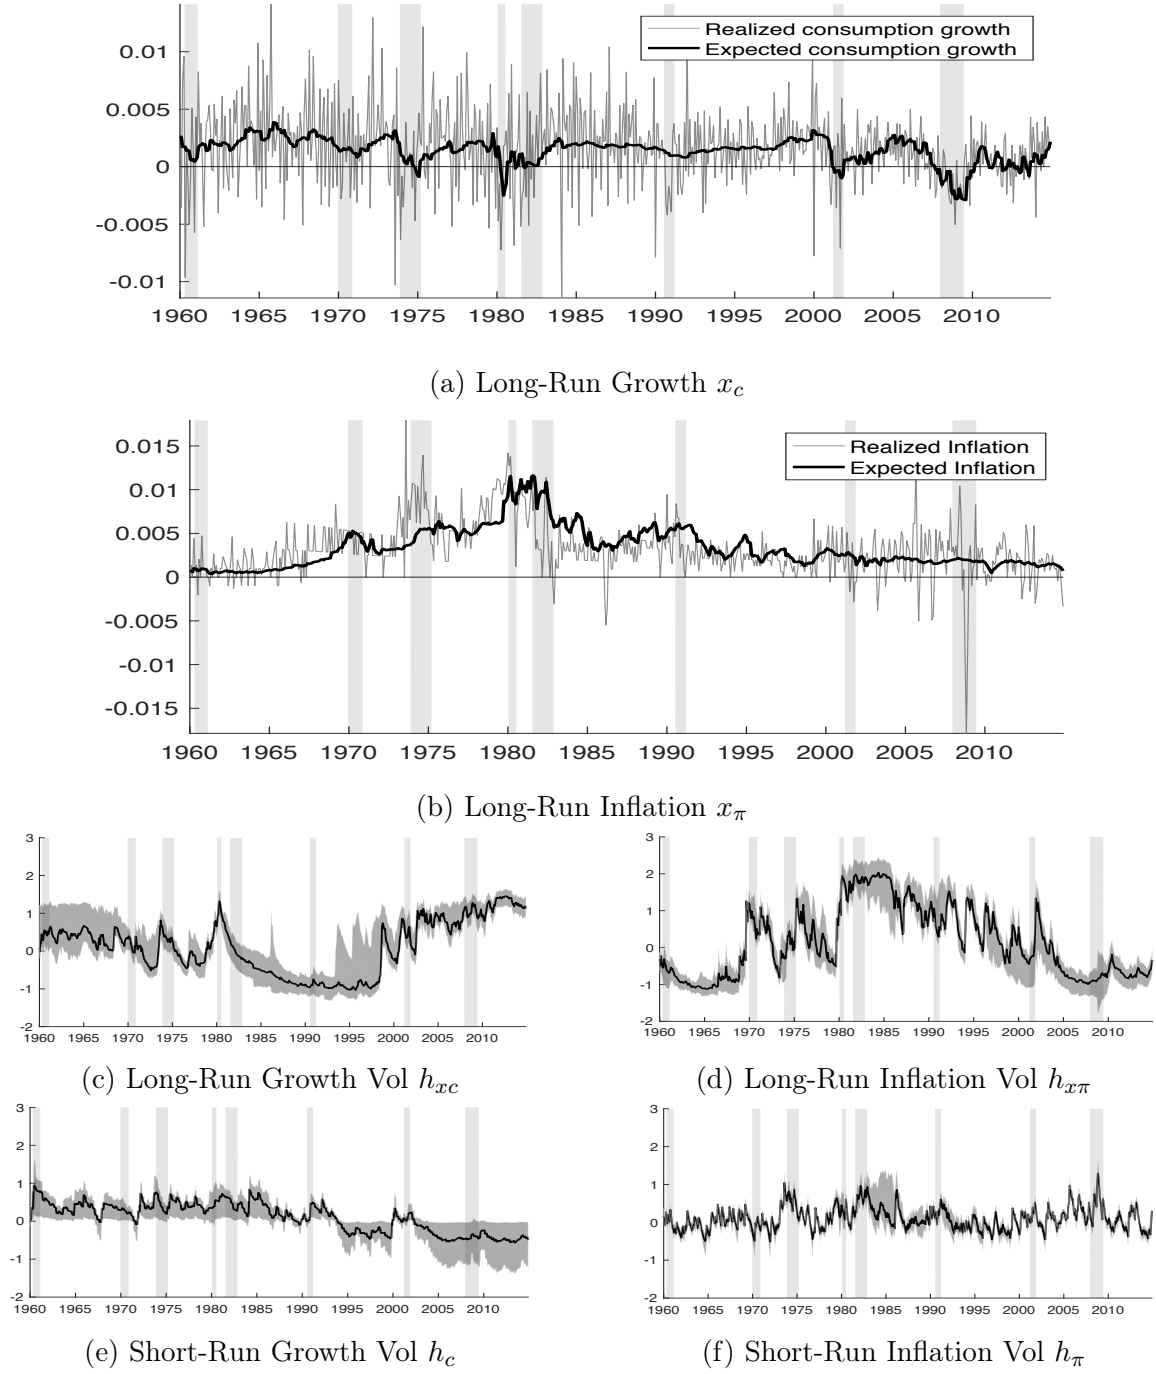 Realized consumption growth
Expected consumption growth
0.01
0.005
0
-0.005
-0.01
1960 1965 1970 1975 1980 1985 1990 1995 2000 2005 2010
(a) Long-Run Growth x_c
Realized Inflation
Expected Inflation
0.015
0.01
0.005
0
-0.005
-0.01
-0.015
1960 1965 1970 1975 1980 1985 1990 1995 2000 2005 2010
(b) Long-Run Inflation x_π
3
2
1
0
-1
-2
1960 1965 1970 1975 1980 1985 1990 1995 2000 2005 2010
(c) Long-Run Growth Vol h_{xc}
3
2
1
0
-1
-2
1960 1965 1970 1975 1980 1985 1990 1995 2000 2005 2010
(d) Long-Run Inflation Vol h_{xπ}
3
2
1
0
-1
-2
1960 1965 1970 1975 1980 1985 1990 1995 2000 2005 2010
(e) Short-Run Growth Vol h_c
3
2
1
0
-1
-2
1960 1965 1970 1975 1980 1985 1990 1995 2000 2005 2010
(f) Short-Run Inflation Vol h_π